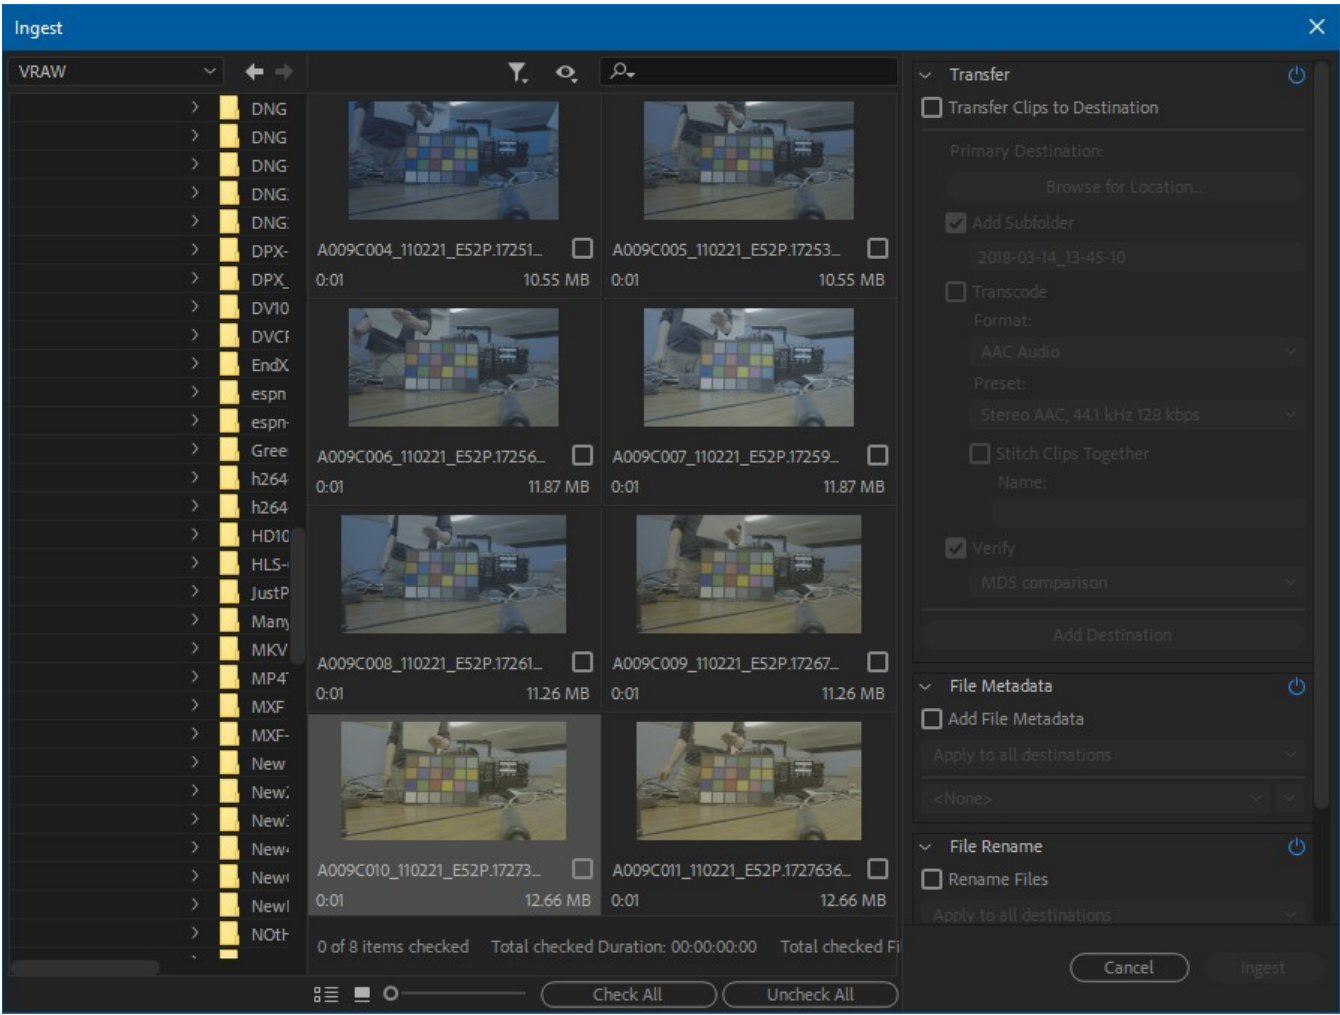 Ingest
VRAW
DNG
DNG
DNG
DNG
DNG
DPX-
DPX_
DV10
DVCF
EndX
espn
espn-
Gree
h264
h264
HD10
HLS-
JustP
Many
MKV
MP4
MXF
MXF-
New
New2
New3
New4
New
New
NOtH
A009C004_110221_E52P.17251...
0:01 10.55 MB
A009C005_110221_E52P.17253...
0:01 10.55 MB
A009C006_110221_E52P.17256...
0:01 11.87 MB
A009C007_110221_E52P.17259...
0:01 11.87 MB
A009C008_110221_E52P.17261...
0:01 11.26 MB
A009C009_110221_E52P.17267...
0:01 11.26 MB
A009C010_110221_E52P.17273...
0:01 12.66 MB
A009C011_110221_E52P.1727636...
0:01 12.66 MB
0 of 8 items checked Total checked Duration: 00:00:00:00 Total checked Fi
Check All Uncheck All
Transfer
Transfer Clips to Destination
Primary Destination:
Browse for Location...
Add Subfolder
2018-03-14_13-45-10
Transcode
Format:
AAC Audio
Preset:
Stereo AAC, 44.1 kHz 128 kbps
Stitch Clips Together
Name:
Verify
MD5 comparison
Add Destination
File Metadata
Add File Metadata
Apply to all destinations
<None>
File Rename
Rename Files
Apply to all destinations
Cancel Ingest